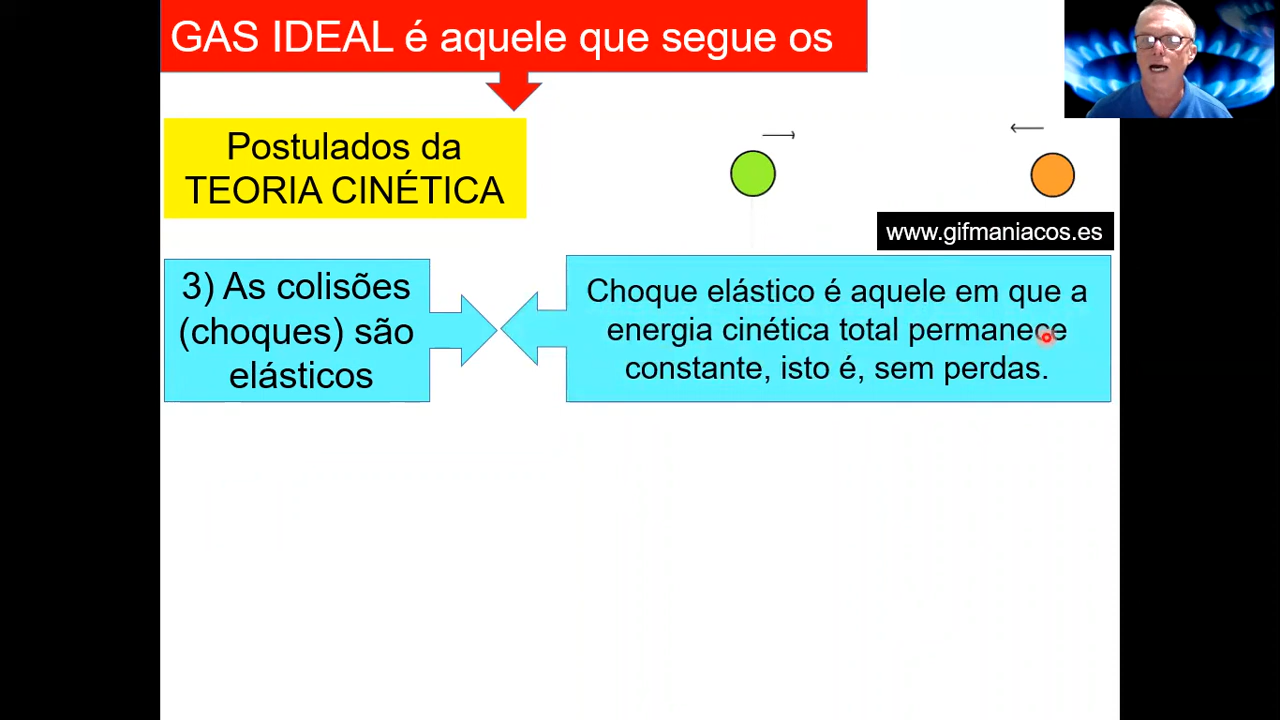 GAS IDEAL é aquele que segue os
Postulados da
TEORIA CINÉTICA
www.gifmaniacos.es
3) As colisões
(choques) são
elásticos
Choque elástico é aquele em que a
energia cinética total permanece
constante, isto é, sem perdas.